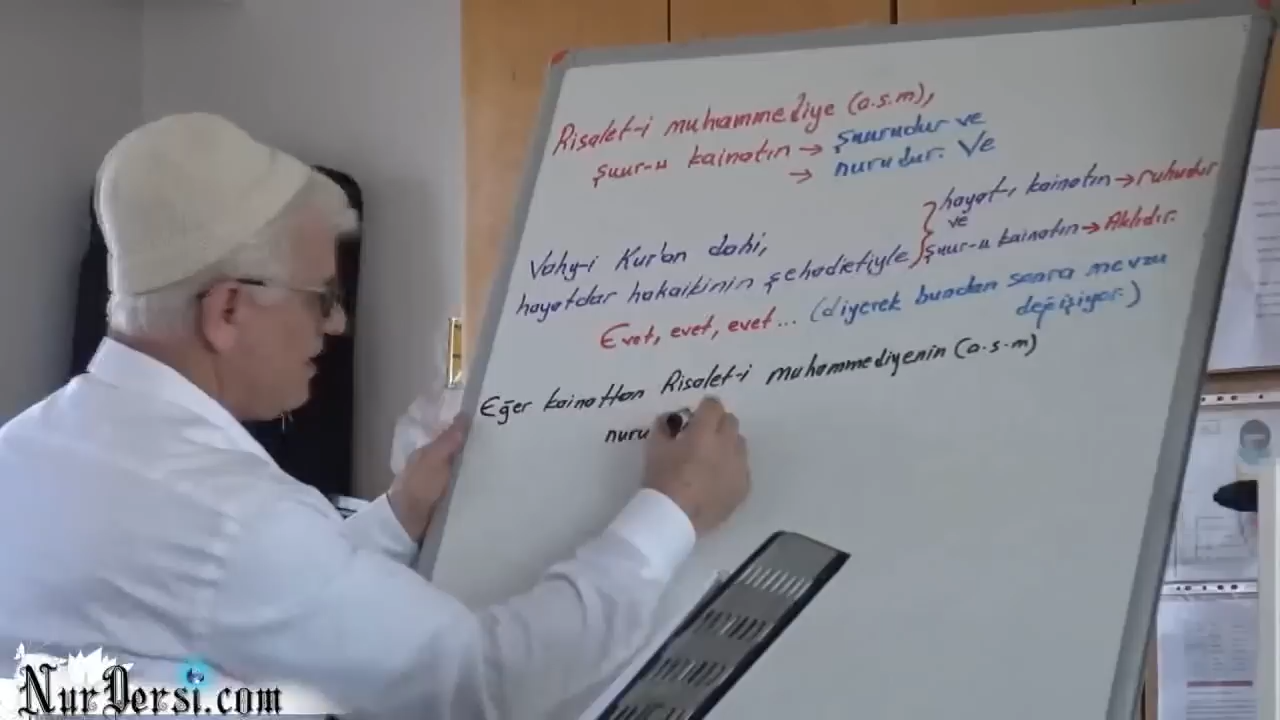 Risalet-i muhammediye (a.s.m),
şuur-u kainatın → şuurudur ve
→ nurudur. Ve
Vahy-i Kur'an dahi,
hayatdar hakaikinin şehadetiyle
hayat-ı kainatın → ruhudur
ve
şuur-u kainatın → Aklıdır.
Evet, evet, evet... (diyerek bundan sonra mevzu
değişiyor.)
Eğer kainattan Risalet-i muhammediyenin (a.s.m)
nuru
NurDersi.com